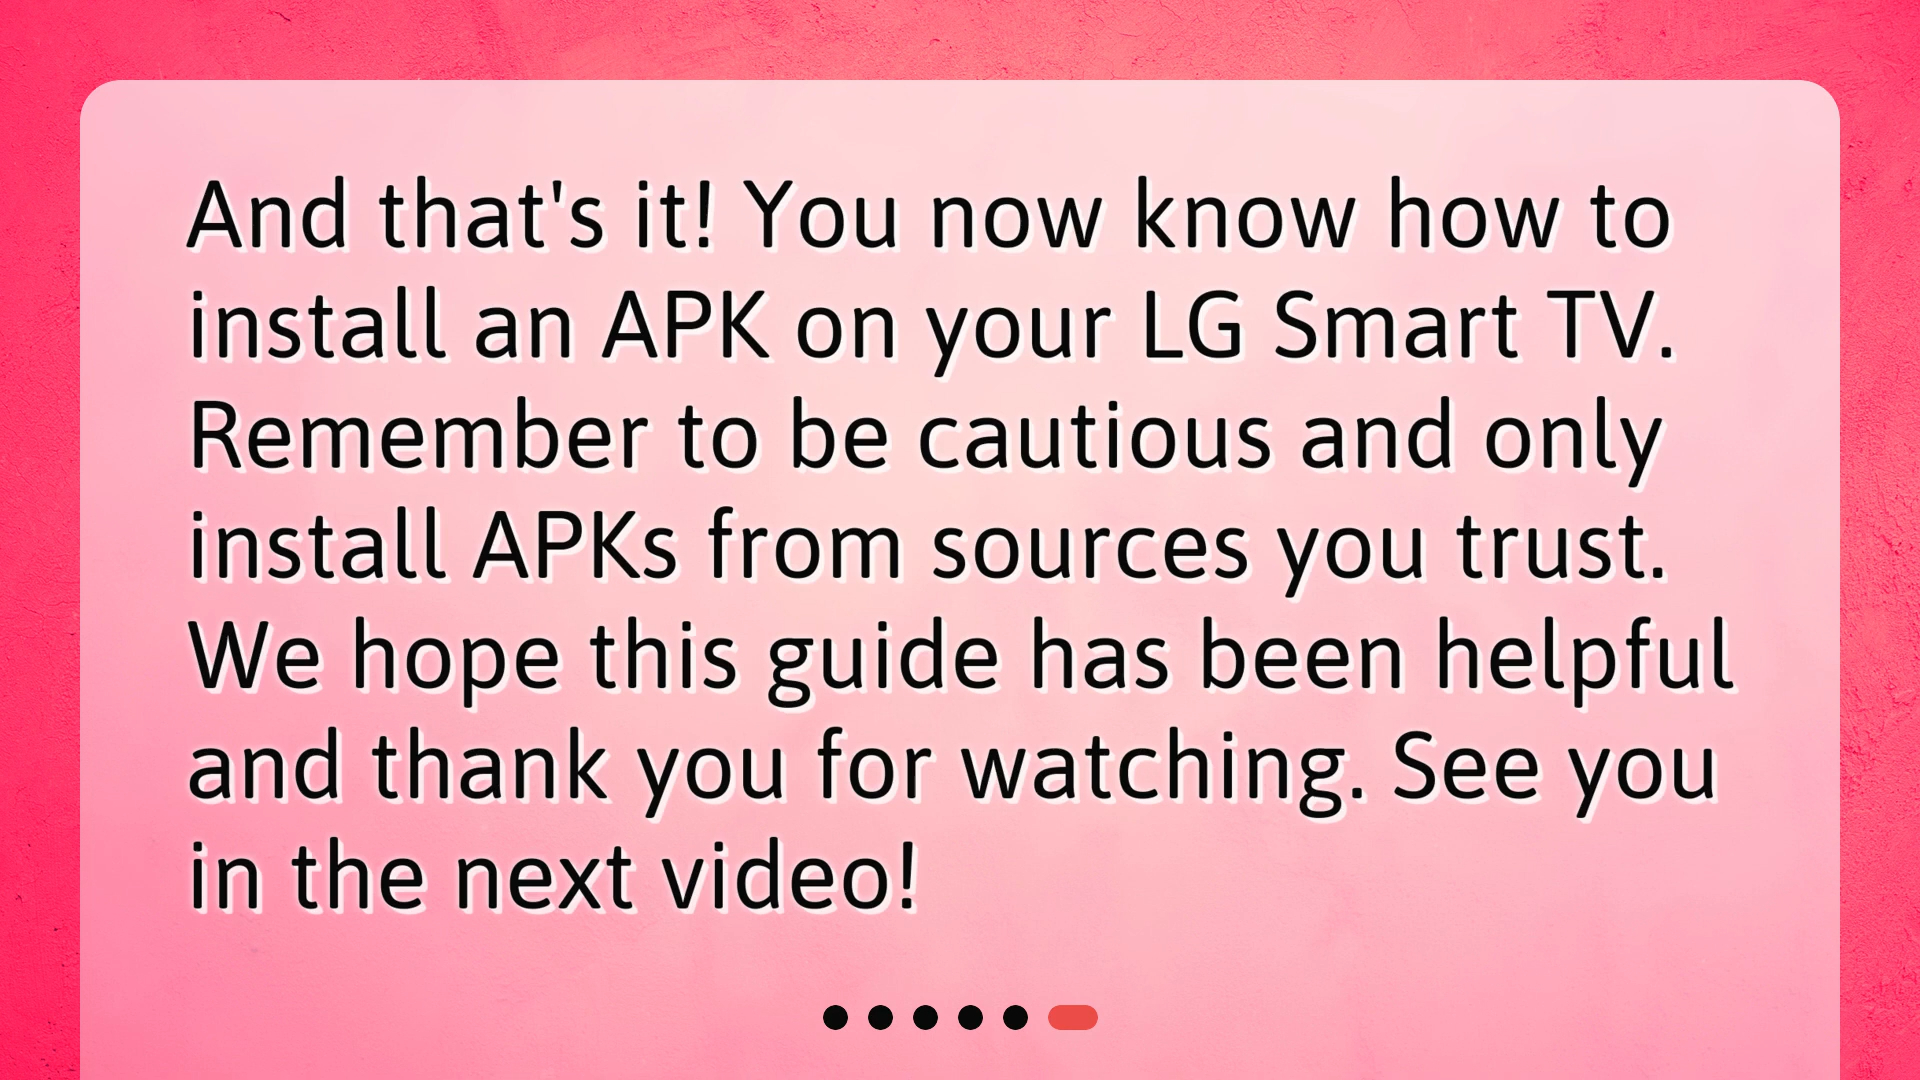 And that's it! You now know how to
install an APK on your LG Smart TV.
Remember to be cautious and only
install APKs from sources you trust.
We hope this guide has been helpful
and thank you for watching. See you
in the next video!